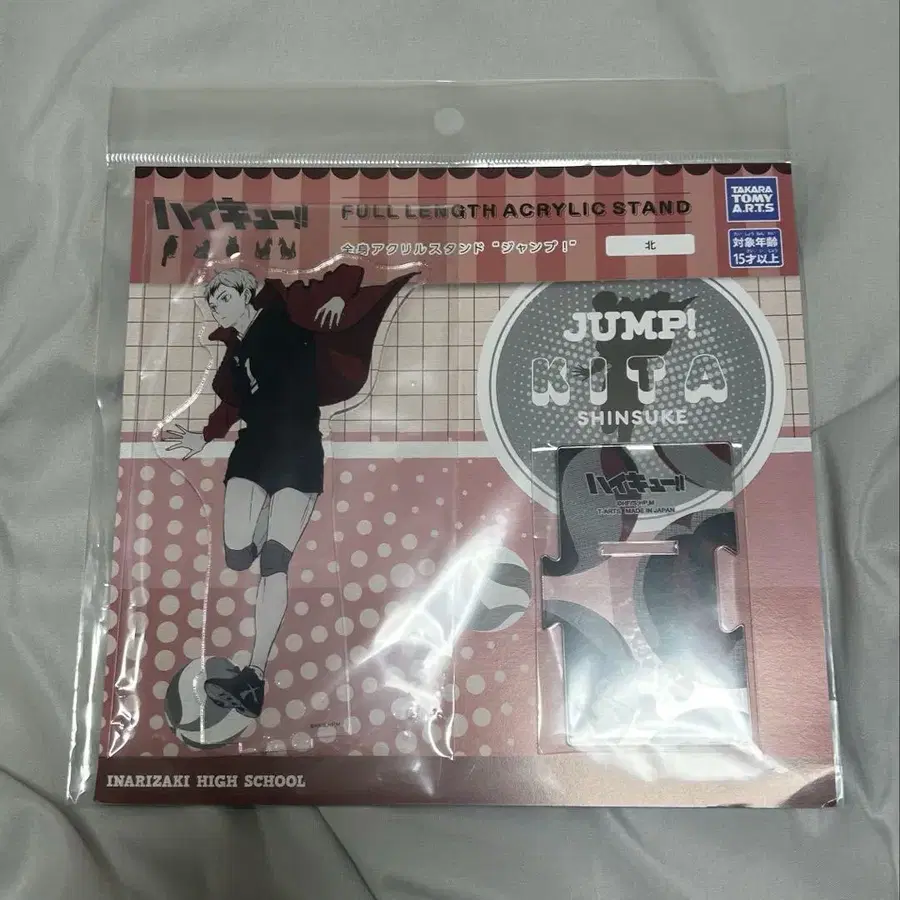 ハイキュー!!
FULL LENGTH ACRYLIC STAND
全身アクリルスタンド “ジャンプ!”
北
TAKARA
TOMY
A.R.T.S
対象年齢
15才以上
1
JUMP!
KITA
SHINSUKE
ハイキュー!!
T-ARTS MADE IN JAPAN
INARIZAKI HIGH SCHOOL